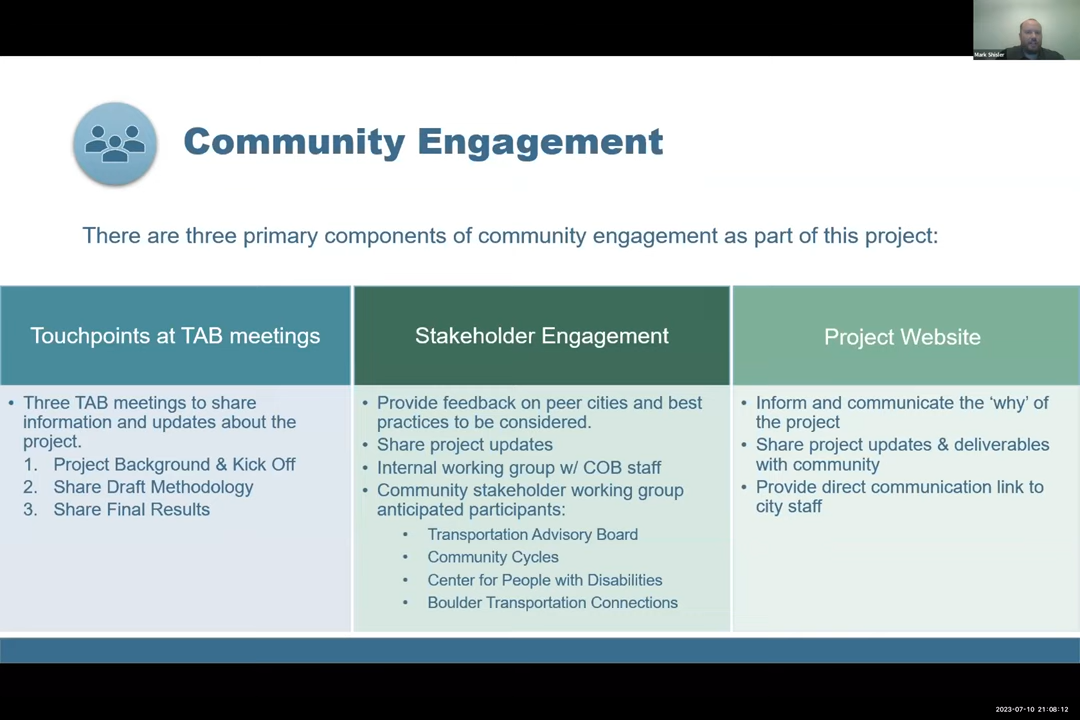 Mark Shisler
Community Engagement
There are three primary components of community engagement as part of this project:
Touchpoints at TAB meetings
• Three TAB meetings to share
information and updates about the
project.
1. Project Background & Kick Off
2. Share Draft Methodology
3. Share Final Results
Stakeholder Engagement
• Provide feedback on peer cities and best
practices to be considered.
• Share project updates
• Internal working group w/ COB staff
• Community stakeholder working group
anticipated participants:
• Transportation Advisory Board
• Community Cycles
• Center for People with Disabilities
• Boulder Transportation Connections
Project Website
• Inform and communicate the ‘why’ of
the project
• Share project updates & deliverables
with community
• Provide direct communication link to
city staff
2023-07-10 21:08:12